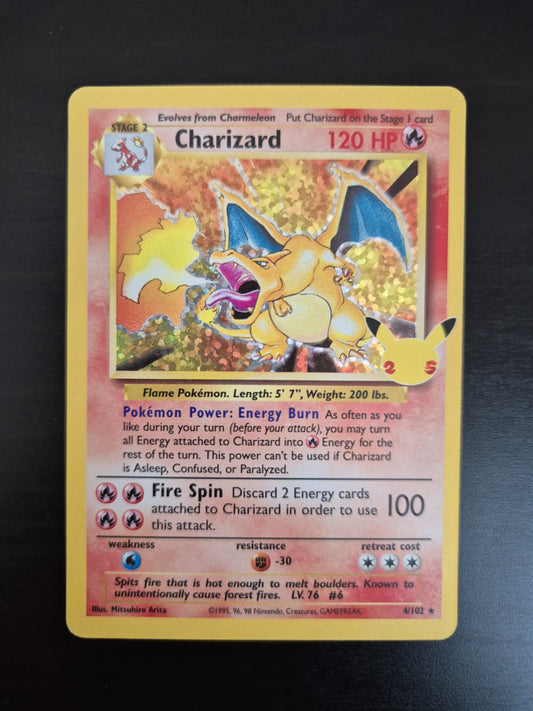 Evolves from Charmeleon Put Charizard on the Stage 1 card
STAGE 2
Charizard 120 HP
25
Flame Pokémon. Length: 5' 7", Weight: 200 lbs.
Pokémon Power: Energy Burn As often as you
like during your turn (before your attack), you may turn
all Energy attached to Charizard into Energy for the
rest of the turn. This power can't be used if Charizard
is Asleep, Confused, or Paralyzed.
Fire Spin Discard 2 Energy cards
attached to Charizard in order to use 100
this attack.
weakness resistance retreat cost
-30
Spits fire that is hot enough to melt boulders. Known to
unintentionally cause forest fires. LV. 76 #6
Illus. Mitsuhiro Arita ©1995, 96, 98 Nintendo, Creatures, GAMEFREAK. 4/102 ★